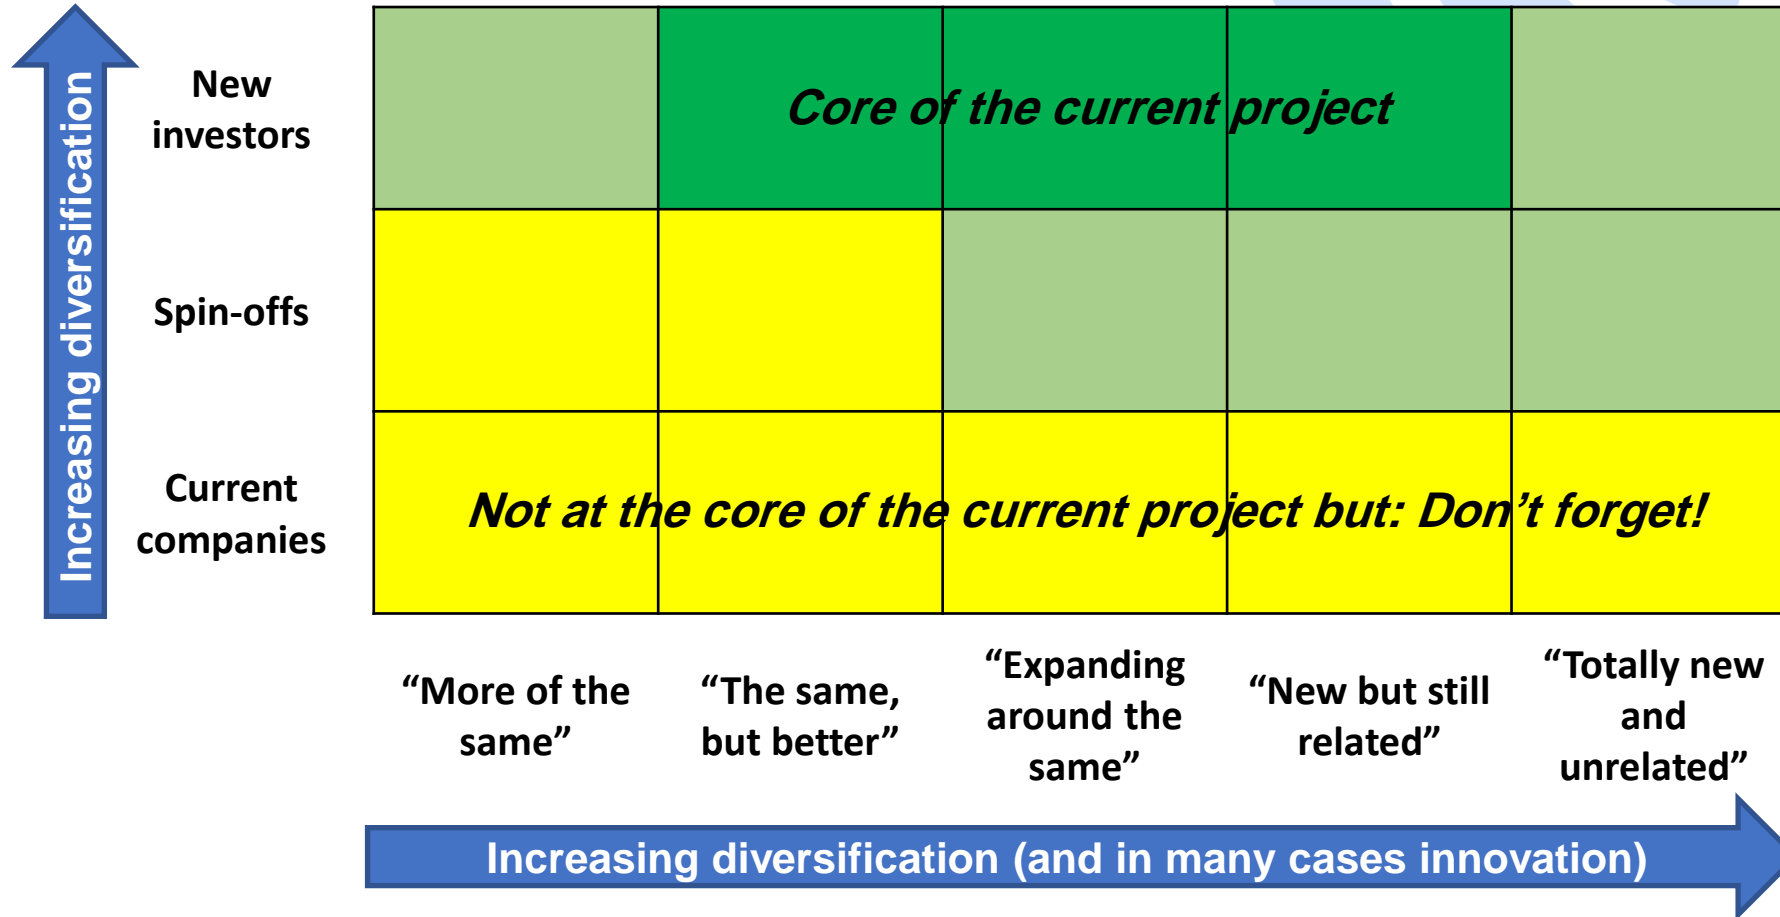 Increasing diversification
New
investors
Core of the current project
Spin-offs
Current
companies
Not at the core of the current project but: Don’t forget!
“More of the
same”
“The same,
but better”
“Expanding
around the
same”
“New but still
related”
“Totally new
and
unrelated”
Increasing diversification (and in many cases innovation)